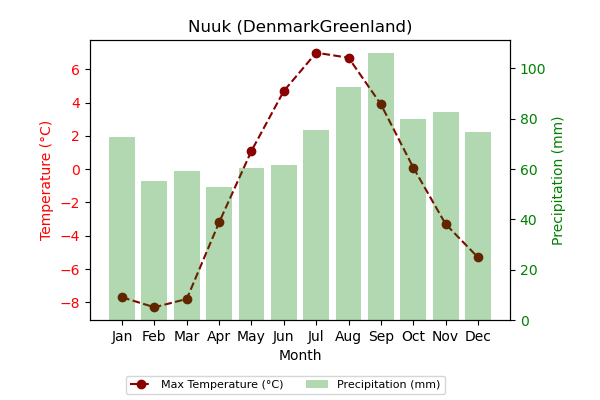 Nuuk (DenmarkGreenland)
6
4
2
0
−2
−4
−6
−8
Temperature (°C)
100
80
60
40
20
0
Precipitation (mm)
Jan Feb Mar Apr May Jun Jul Aug Sep Oct Nov Dec
Month
Max Temperature (°C) Precipitation (mm)